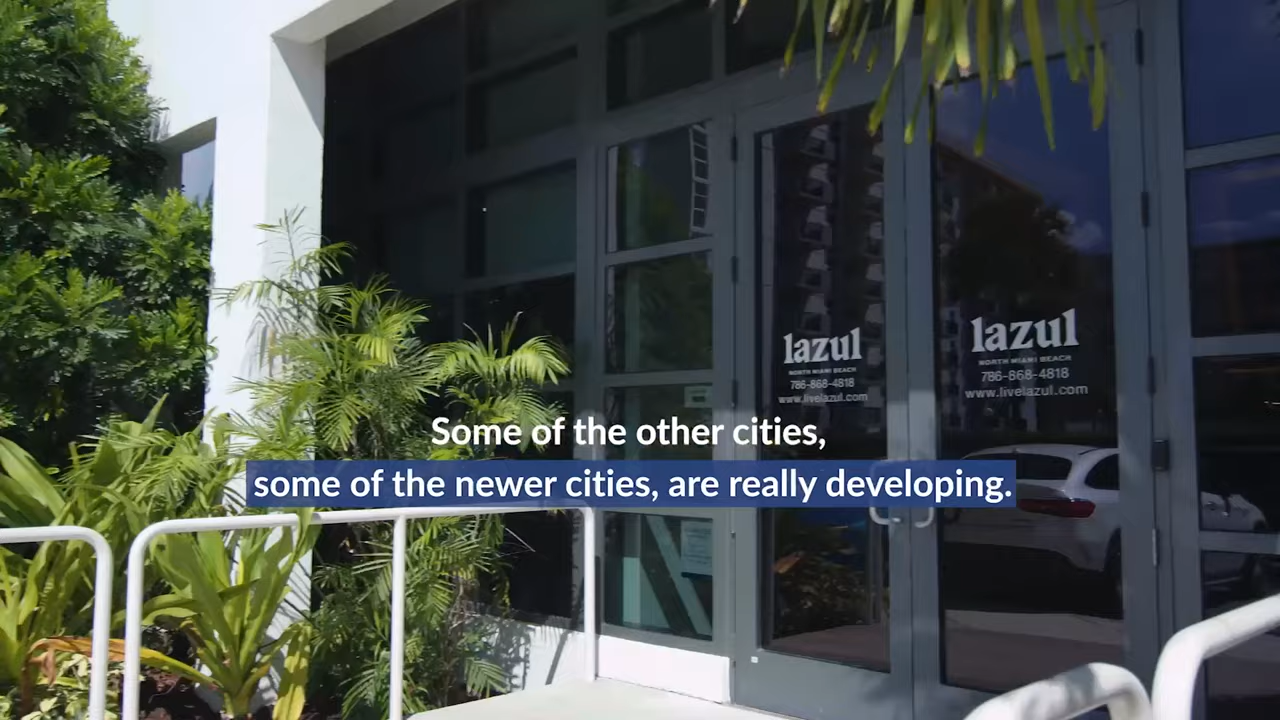 lazul
NORTH MIAMI BEACH
786-868-4818
www.livelazul.com
lazul
NORTH MIAMI BEACH
786-868-4818
www.livelazul.com
Some of the other cities,
some of the newer cities, are really developing.